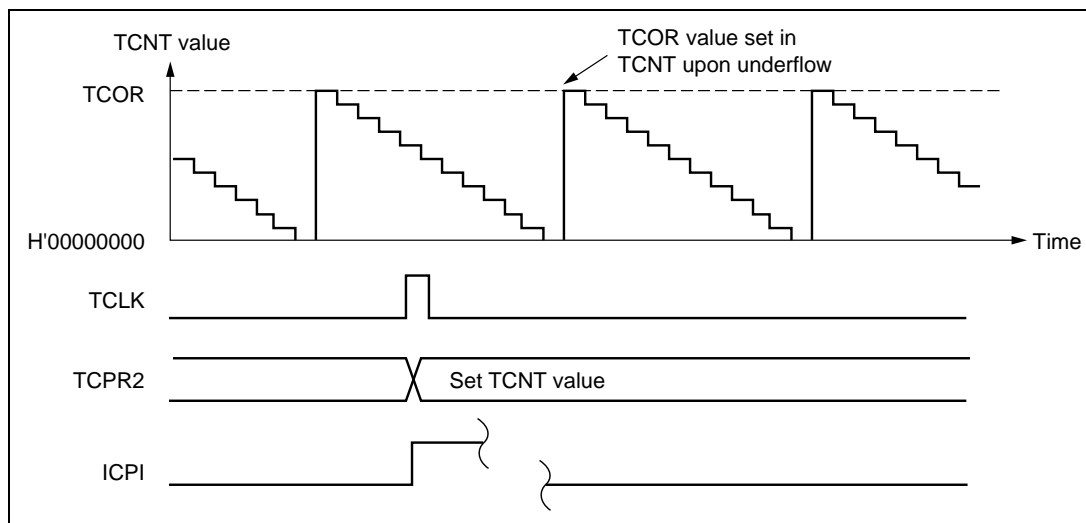 TCNT value
TCOR value set in
TCNT upon underflow
TCOR
H'00000000
Time
TCLK
TCPR2
Set TCNT value
ICPI